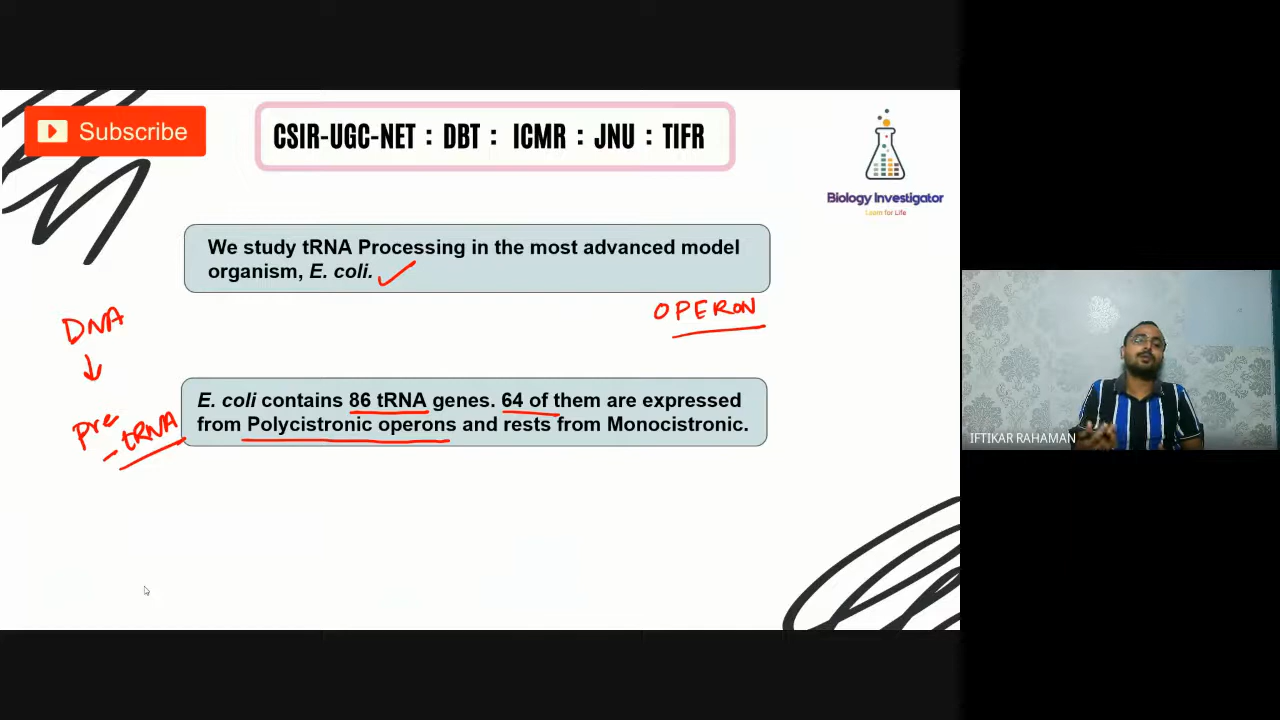 Subscribe
CSIR-UGC-NET : DBT : ICMR : JNU : TIFR
Biology Investigator
Learn for Life
We study tRNA Processing in the most advanced model
organism, E. coli.
OPERON
DNA
E. coli contains 86 tRNA genes. 64 of them are expressed
from Polycistronic operons and rests from Monocistronic.
Pre
- tRNA
IFTIKAR RAHAMAN